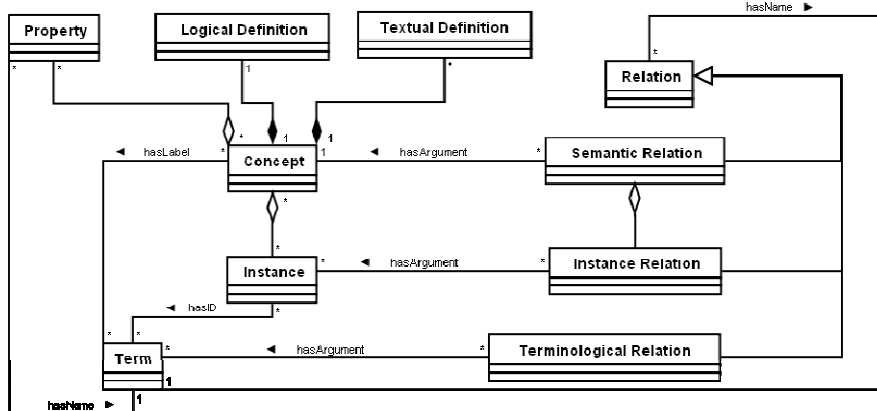 hasName ►
Property
Logical Definition
Textual Definition
Relation
*
*
*
1
*
*
*
1
1
◄ hasLabel
*
Concept
1
◄ hasArgument
*
Semantic Relation
*
*
Instance
*
◄ hasArgument
*
Instance Relation
◄ hasID
*
*
*
Term
*
◄ hasArgument
*
Terminological Relation
1
hasName ►
1